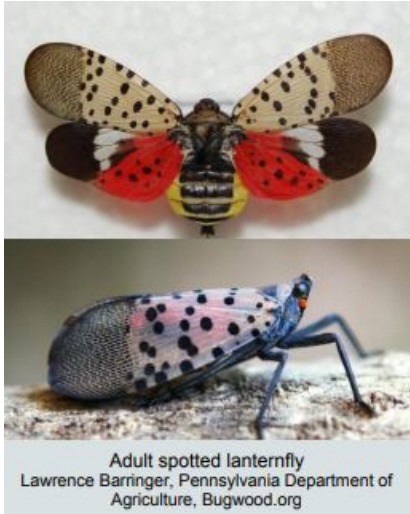 Adult spotted lanternfly
Lawrence Barringer, Pennsylvania Department of
Agriculture, Bugwood.org